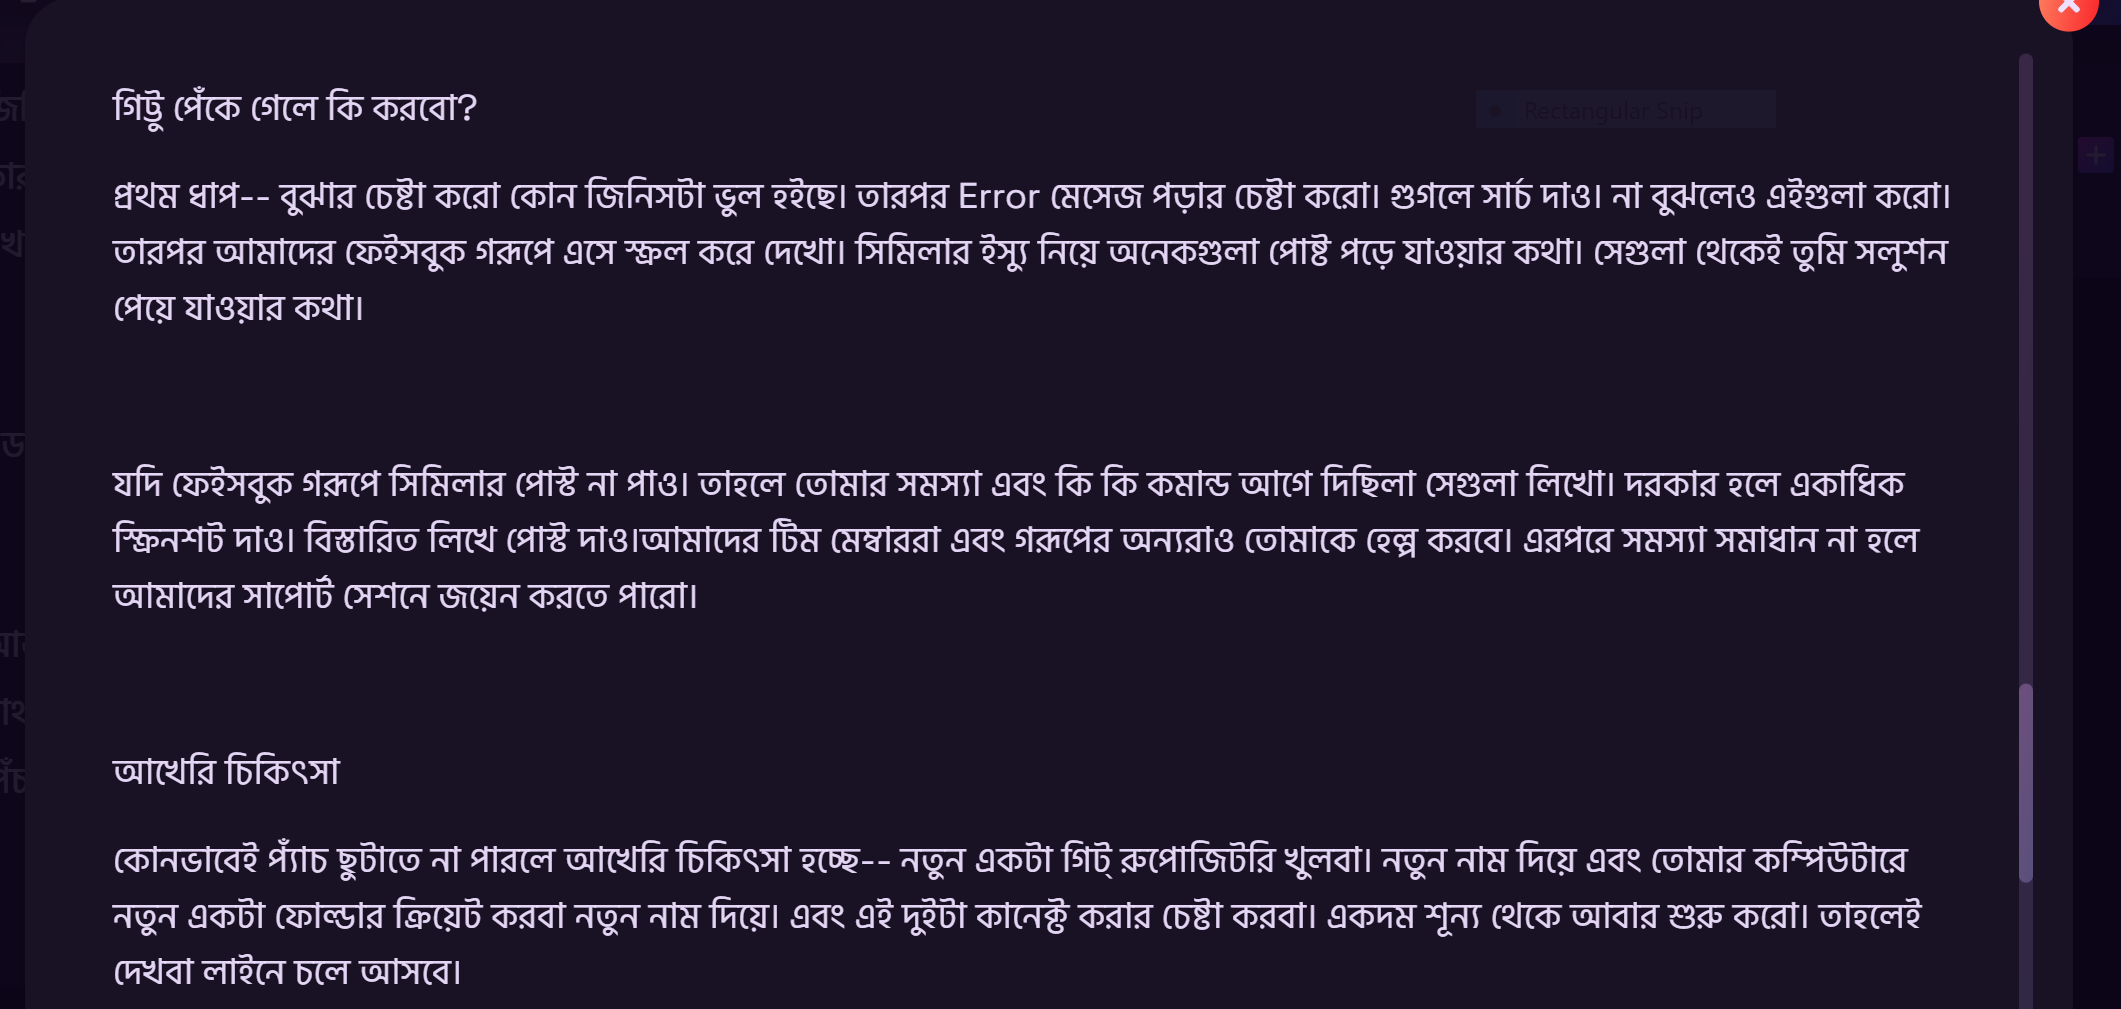 গিট্টু পেঁকে গেলে কি করবো?
Rectangular Snip
প্রথম ধাপ-- বুঝার চেষ্টা করো কোন জিনিসটা ভুল হইছে। তারপর Error মেসেজ পড়ার চেষ্টা করো। গুগলে সার্চ দাও। না বুঝলেও এইগুলা করো।
তারপর আমাদের ফেইসবুক গরূপে এসে স্ক্রল করে দেখো। সিমিলার ইস্যু নিয়ে অনেকগুলা পোষ্ট পড়ে যাওয়ার কথা। সেগুলা থেকেই তুমি সলুশন
পেয়ে যাওয়ার কথা।
যদি ফেইসবুক গরূপে সিমিলার পোস্ট না পাও। তাহলে তোমার সমস্যা এবং কি কি কমান্ড আগে দিছিলা সেগুলা লিখো। দরকার হলে একাধিক
স্ক্রিনশট দাও। বিস্তারিত লিখে পোস্ট দাও।আমাদের টিম মেম্বাররা এবং গরূপের অন্যরাও তোমাকে হেল্প করবে। এরপরে সমস্যা সমাধান না হলে
আমাদের সাপোর্ট সেশনে জয়েন করতে পারো।
আখেরি চিকিৎসা
কোনভাবেই প্যাঁচ ছুটাতে না পারলে আখেরি চিকিৎসা হচ্ছে-- নতুন একটা গিট্ রুপোজিটরি খুলবা। নতুন নাম দিয়ে এবং তোমার কম্পিউটারে
নতুন একটা ফোল্ডার ক্রিয়েট করবা নতুন নাম দিয়ে। এবং এই দুইটা কানেক্ট করার চেষ্টা করবা। একদম শূন্য থেকে আবার শুরু করো। তাহলেই
দেখবা লাইনে চলে আসবে।